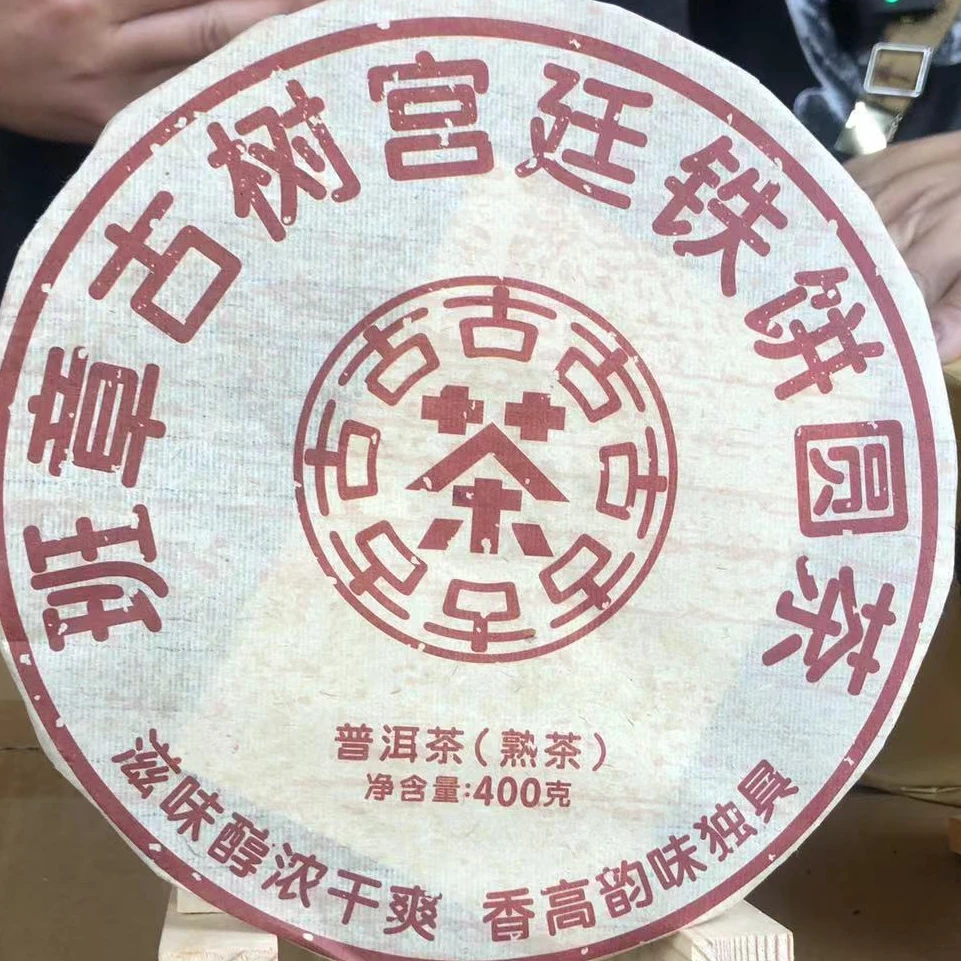 班章古树宫廷铁饼圆茶
古古古古古古古古
茶
普洱茶(熟茶)
净含量:400克
滋味醇浓干爽 香高韵味独具